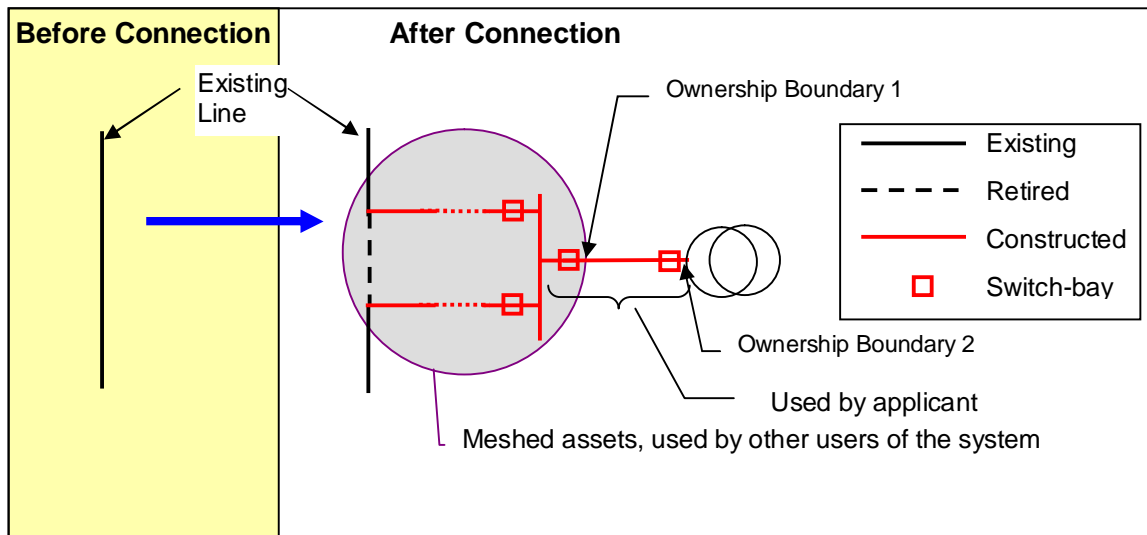 Before Connection
After Connection
Existing
Line
Ownership Boundary 1
Existing
Retired
Constructed
Switch-bay
Ownership Boundary 2
Used by applicant
Meshed assets, used by other users of the system